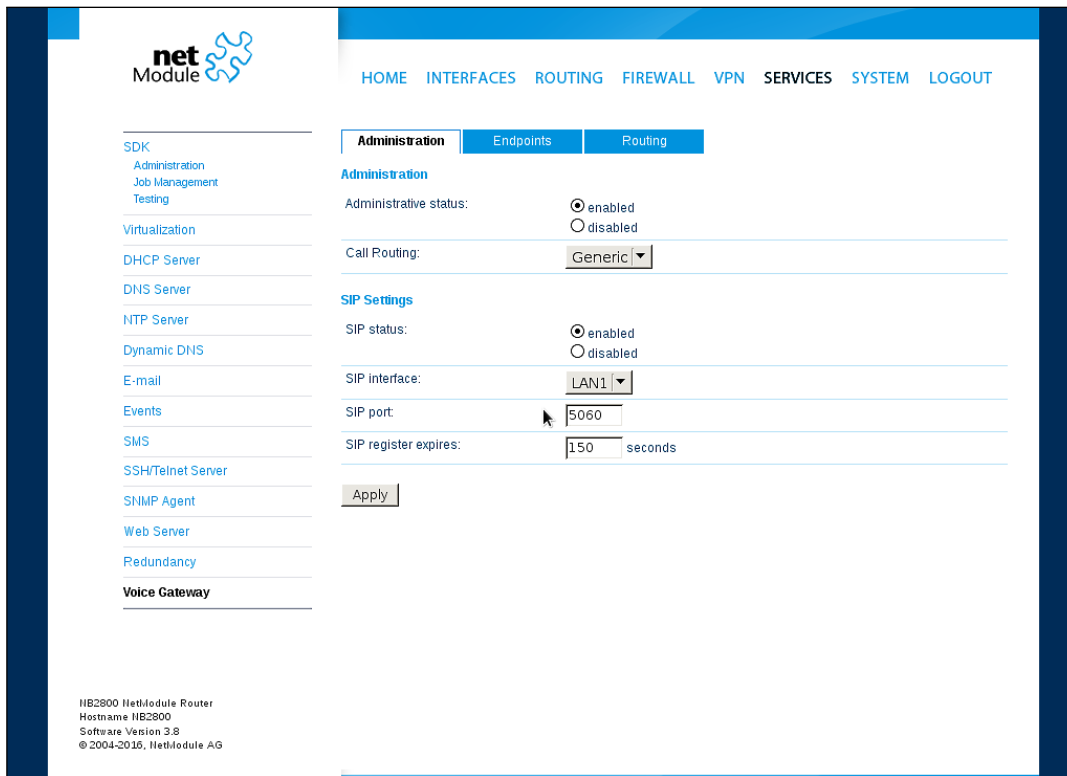 net
Module
HOME INTERFACES ROUTING FIREWALL VPN SERVICES SYSTEM LOGOUT
SDK
Administration
Job Management
Testing
Virtualization
DHCP Server
DNS Server
NTP Server
Dynamic DNS
E-mail
Events
SMS
SSH/Telnet Server
SNMP Agent
Web Server
Redundancy
Voice Gateway
Administration Endpoints Routing
Administration
Administrative status: enabled
disabled
Call Routing: Generic
SIP Settings
SIP status: enabled
disabled
SIP interface: LAN1
SIP port: 5060
SIP register expires: 150 seconds
Apply
NB2800 NetModule Router
Hostname NB2800
Software Version 3.8
© 2004-2016, NetModule AG